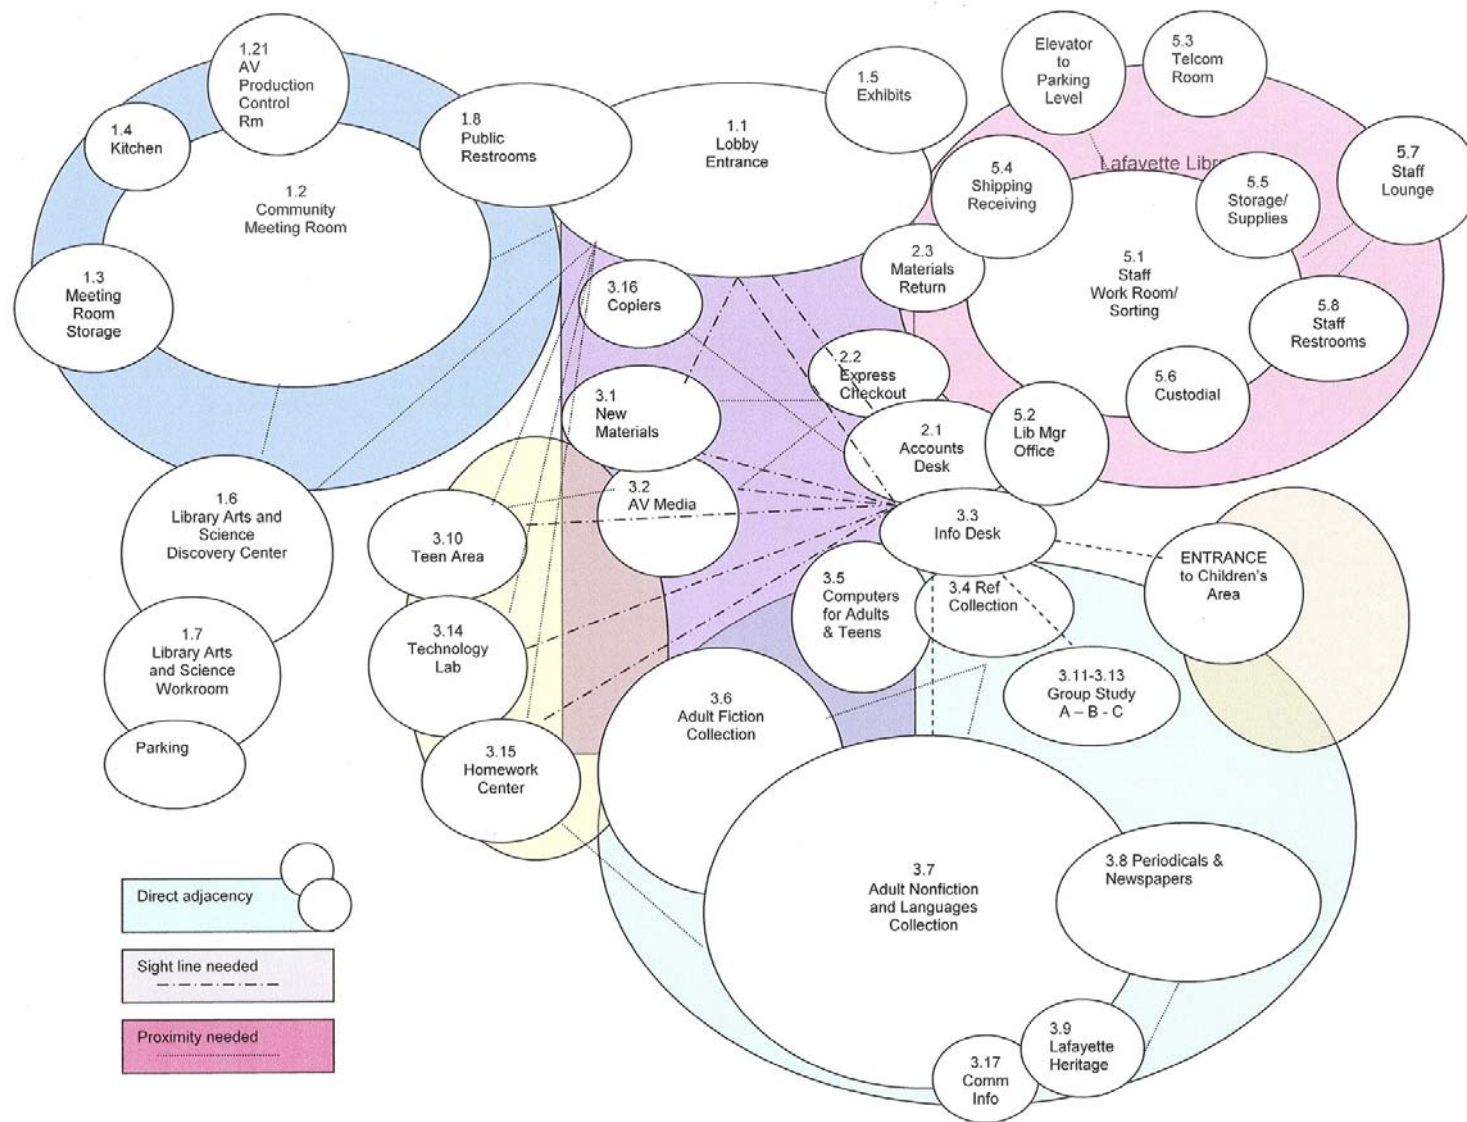 1.21
AV
Production
Control
Rm
1.4
Kitchen
1.8
Public
Restrooms
1.1
Lobby
Entrance
1.5
Exhibits
Elevator
to
Parking
Level
5.3
Telcom
Room
Lafayette Libr
5.4
Shipping
Receiving
5.5
Storage/
Supplies
5.7
Staff
Lounge
1.2
Community
Meeting Room
1.3
Meeting
Room
Storage
3.16
Copiers
2.3
Materials
Return
5.1
Staff
Work Room/
Sorting
5.8
Staff
Restrooms
2.2
Express
Checkout
5.6
Custodial
3.1
New
Materials
2.1
Accounts
Desk
5.2
Lib Mgr
Office
1.6
Library Arts and
Science
Discovery Center
3.2
AV Media
3.10
Teen Area
3.3
Info Desk
ENTRANCE
to Children's
Area
3.5
Computers
for Adults
& Teens
3.4 Ref
Collection
1.7
Library Arts
and Science
Workroom
3.14
Technology
Lab
3.11-3.13
Group Study
A – B - C
3.6
Adult Fiction
Collection
Parking
3.15
Homework
Center
3.7
Adult Nonfiction
and Languages
Collection
3.8 Periodicals &
Newspapers
3.9
Lafayette
Heritage
3.17
Comm
Info
Direct adjacency
Sight line needed
Proximity needed